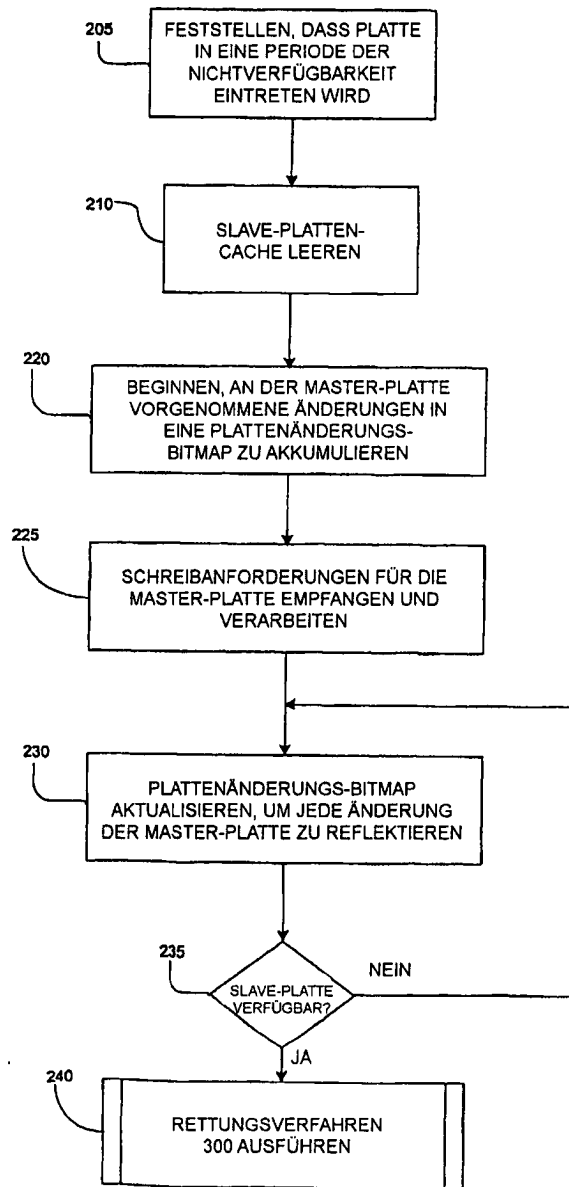 205
FESTSTELLEN, DASS PLATTE
IN EINE PERIODE DER
NICHTVERFÜGBARKEIT
EINTRETEN WIRD
210
SLAVE-PLATTEN-
CACHE LEEREN
220
BEGINNEN, AN DER MASTER-PLATTE
VORGENOMMENE ÄNDERUNGEN IN
EINE PLATTENÄNDERUNGS-
BITMAP ZU AKKUMULIEREN
225
SCHREIBANFORDERUNGEN FÜR DIE
MASTER-PLATTE EMPFANGEN UND
VERARBEITEN
230
PLATTENÄNDERUNGS-BITMAP
AKTUALISIEREN, UM JEDE ÄNDERUNG
DER MASTER-PLATTE ZU REFLEKTIEREN
235
SLAVE-PLATTE
VERFÜGBAR?
NEIN
JA
240
RETTUNGSVERFAHREN
300 AUSFÜHREN